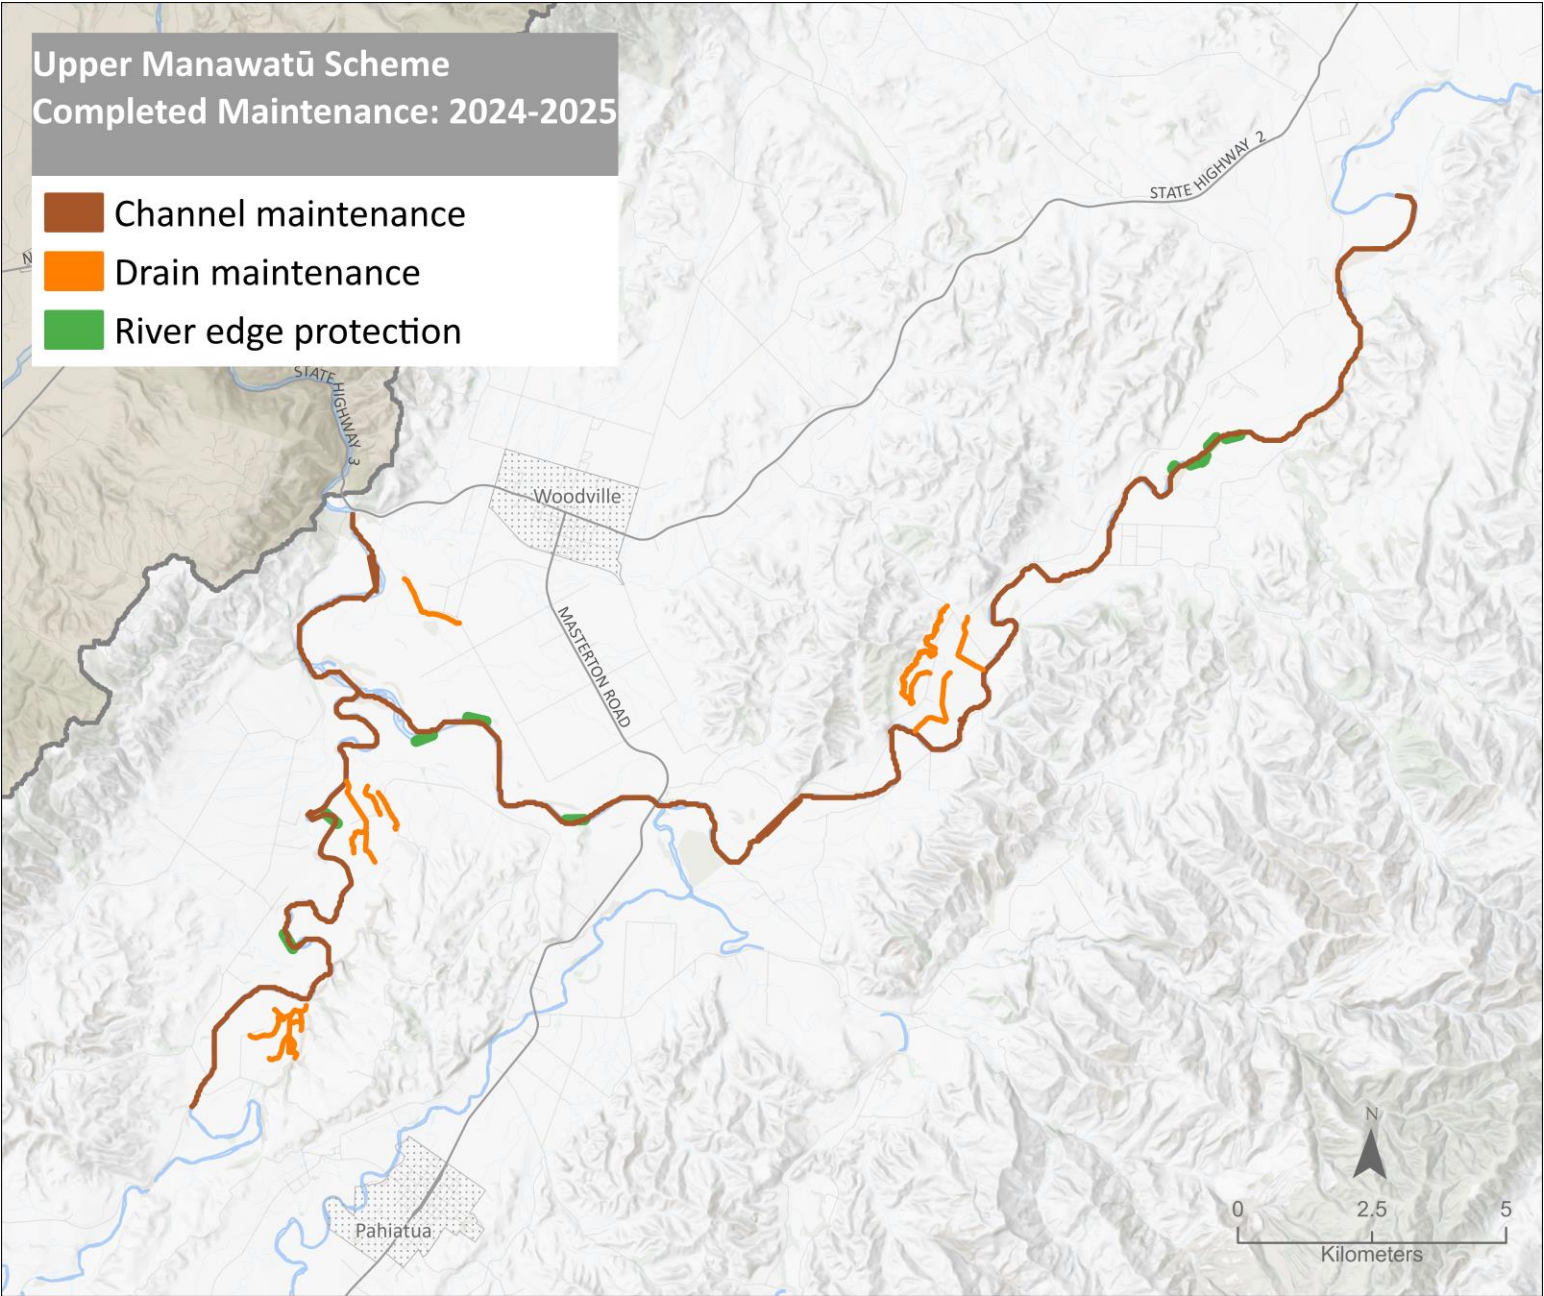 Upper Manawatū Scheme
Completed Maintenance: 2024-2025
Channel maintenance
Drain maintenance
River edge protection
STATE HIGHWAY 2
N
STATE HIGHWAY 3
Woodville
MASTERTON ROAD
Pahiatua
N
0 2.5 5
Kilometers